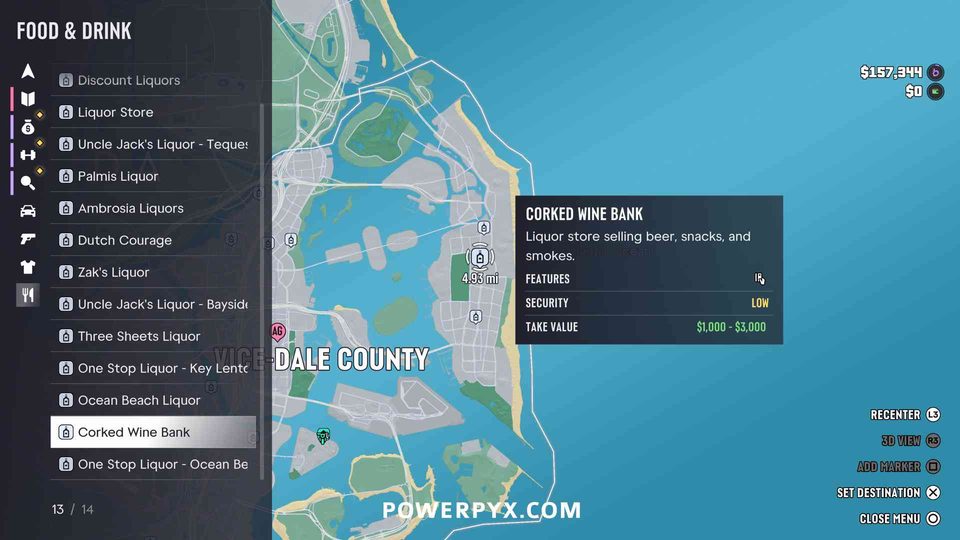 FOOD & DRINK
Discount Liquors
Liquor Store
Uncle Jack's Liquor - Teques
Palmis Liquor
Ambrosia Liquors
Dutch Courage
Zak's Liquor
Uncle Jack's Liquor - Bayside
Three Sheets Liquor
One Stop Liquor - Key Lento
Ocean Beach Liquor
Corked Wine Bank
One Stop Liquor - Ocean Be
13 / 14
$157,344
$0
4.93 mi
AG
VICE-DALE COUNTY
CORKED WINE BANK
Liquor store selling beer, snacks, and
smokes.
FEATURES
SECURITY LOW
TAKE VALUE $1,000 - $3,000
RECENTER L3
3D VIEW R3
ADD MARKER
SET DESTINATION
CLOSE MENU
POWERPYX.COM